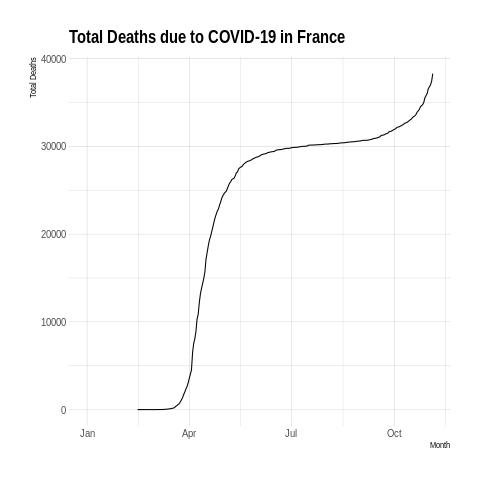 Total Deaths due to COVID-19 in France
Total Deaths
40000
30000
20000
10000
0
Jan
Apr
Jul
Oct
Month